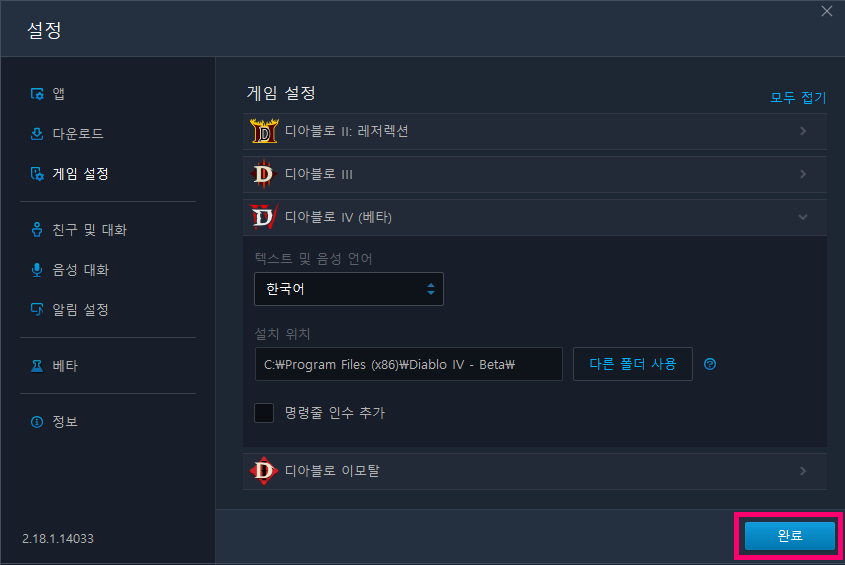 설정
앱
다운로드
게임 설정
친구 및 대화
음성 대화
알림 설정
베타
정보
2.18.1.14033
게임 설정
모두 접기
디아블로 II: 레저렉션
디아블로 III
디아블로 IV (베타)
텍스트 및 음성 언어
한국어
설치 위치
C:₩Program Files (x86)₩Diablo IV - Beta₩
다른 폴더 사용
명령줄 인수 추가
디아블로 이모탈
완료